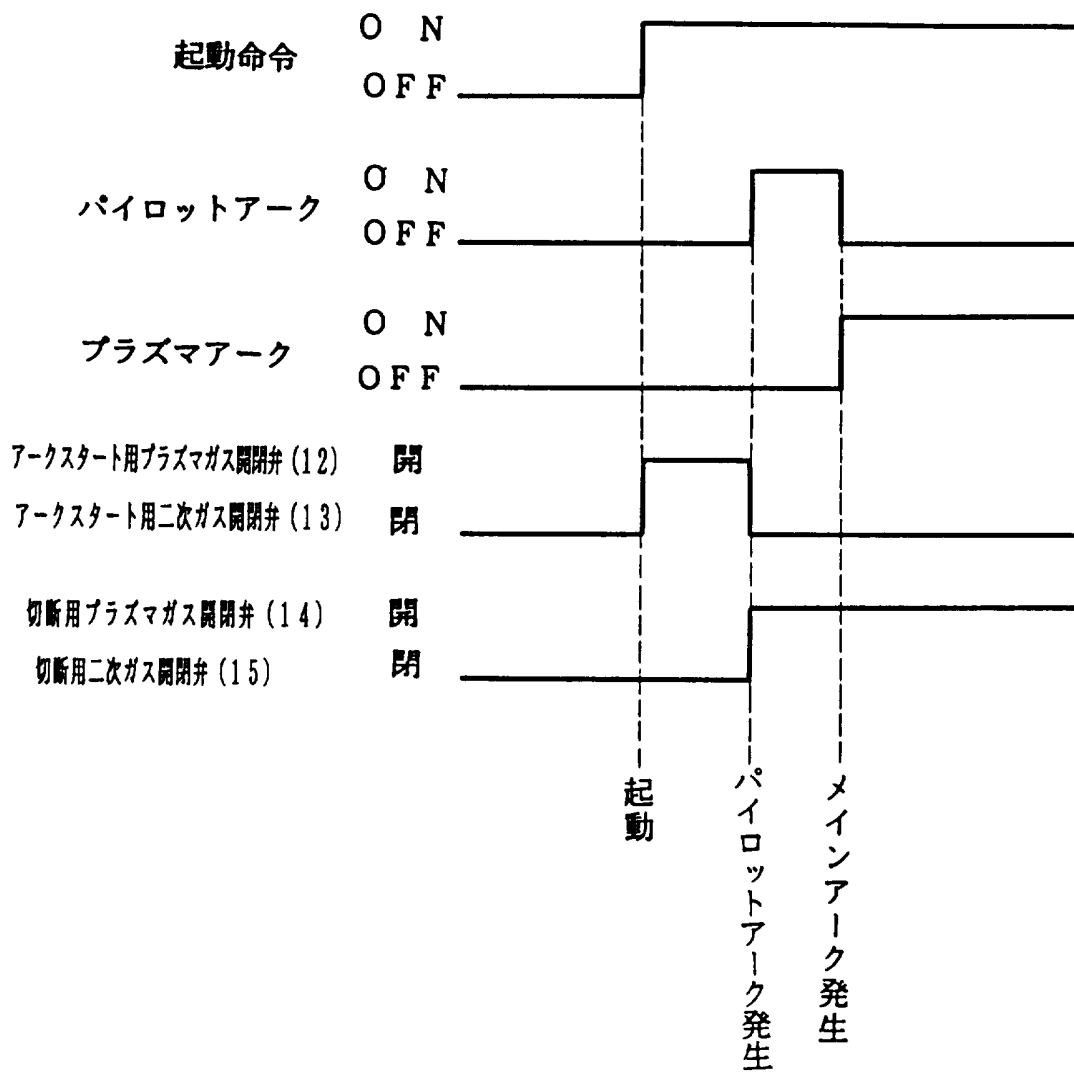 起動命令
ON
OFF
パイロットアーク
ON
OFF
プラズマアーク
ON
OFF
アークスタート用プラズマガス開閉弁(12)
開
アークスタート用二次ガス開閉弁(13)
閉
切断用プラズマガス開閉弁(14)
開
切断用二次ガス開閉弁(15)
閉
起動
パイロットアーク発生
メインアーク発生